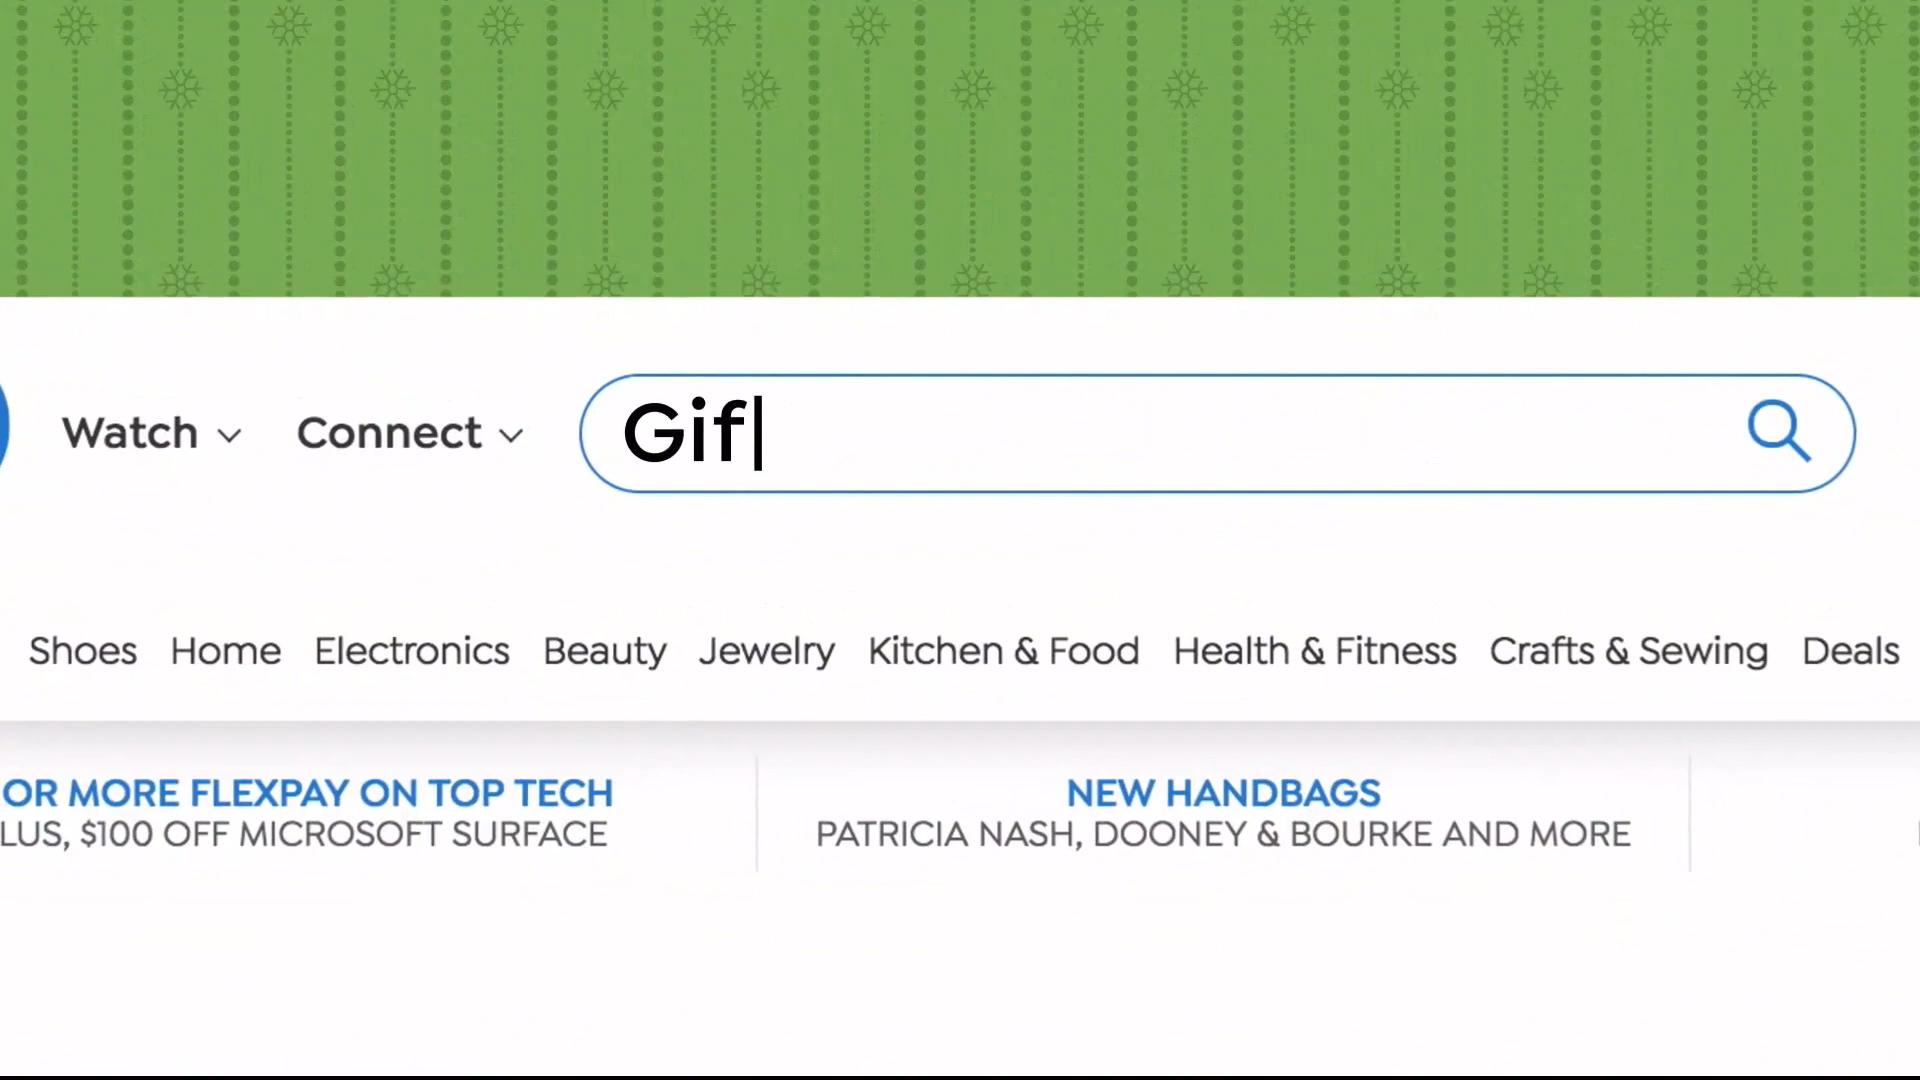 Watch Connect Gif
Shoes Home Electronics Beauty Jewelry Kitchen & Food Health & Fitness Crafts & Sewing Deals
OR MORE FLEXPAY ON TOP TECH
LUS, $100 OFF MICROSOFT SURFACE
NEW HANDBAGS
PATRICIA NASH, DOONEY & BOURKE AND MORE